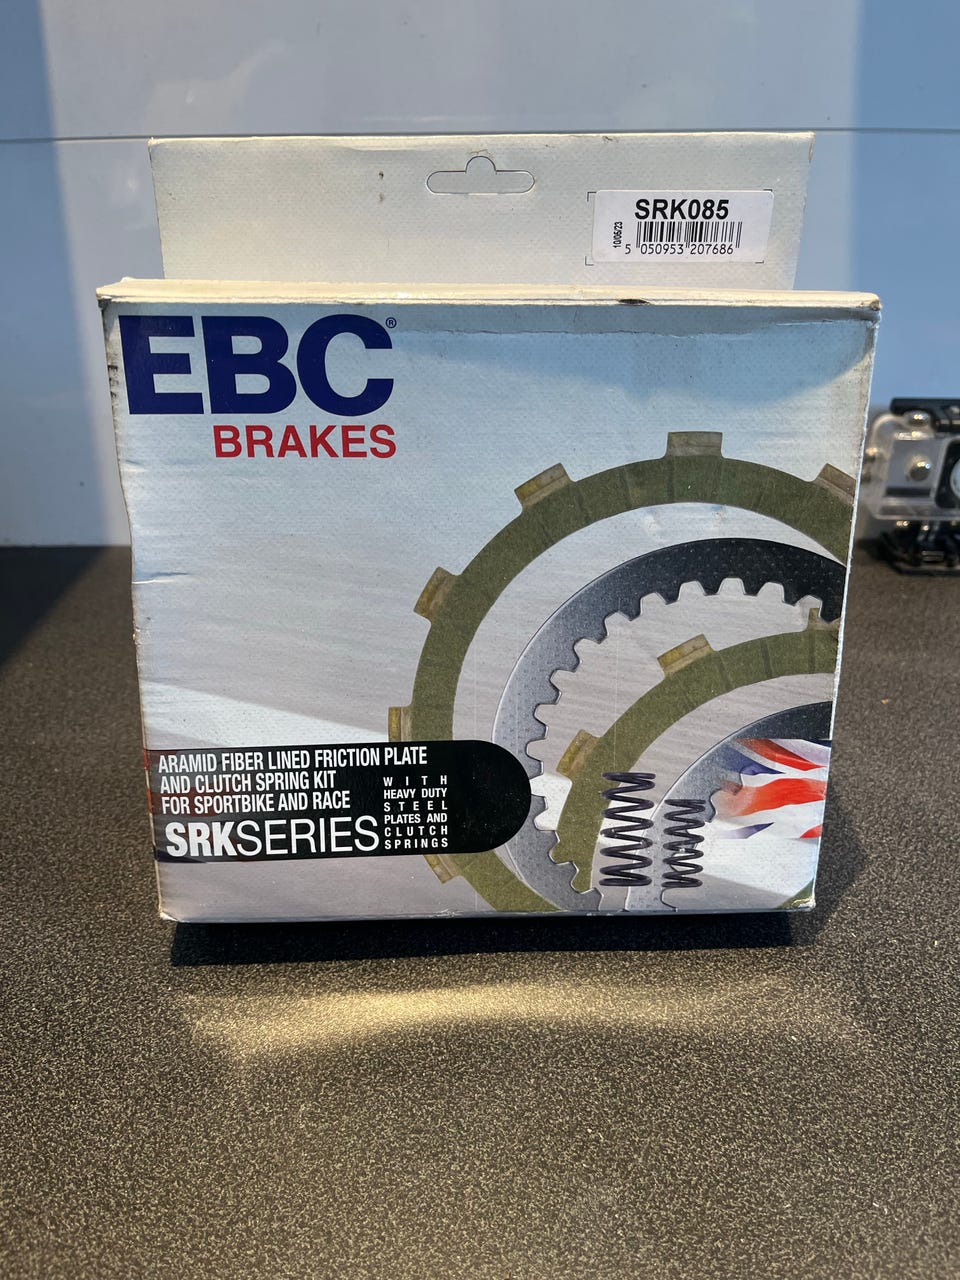 SRK085
10/06/23
5 050953 207686
EBC®
BRAKES
ARAMID FIBER LINED FRICTION PLATE
AND CLUTCH SPRING KIT
FOR SPORTBIKE AND RACE
SRKSERIES
WITH
HEAVY DUTY
STEEL
PLATES AND
CLUTCH
SPRINGS